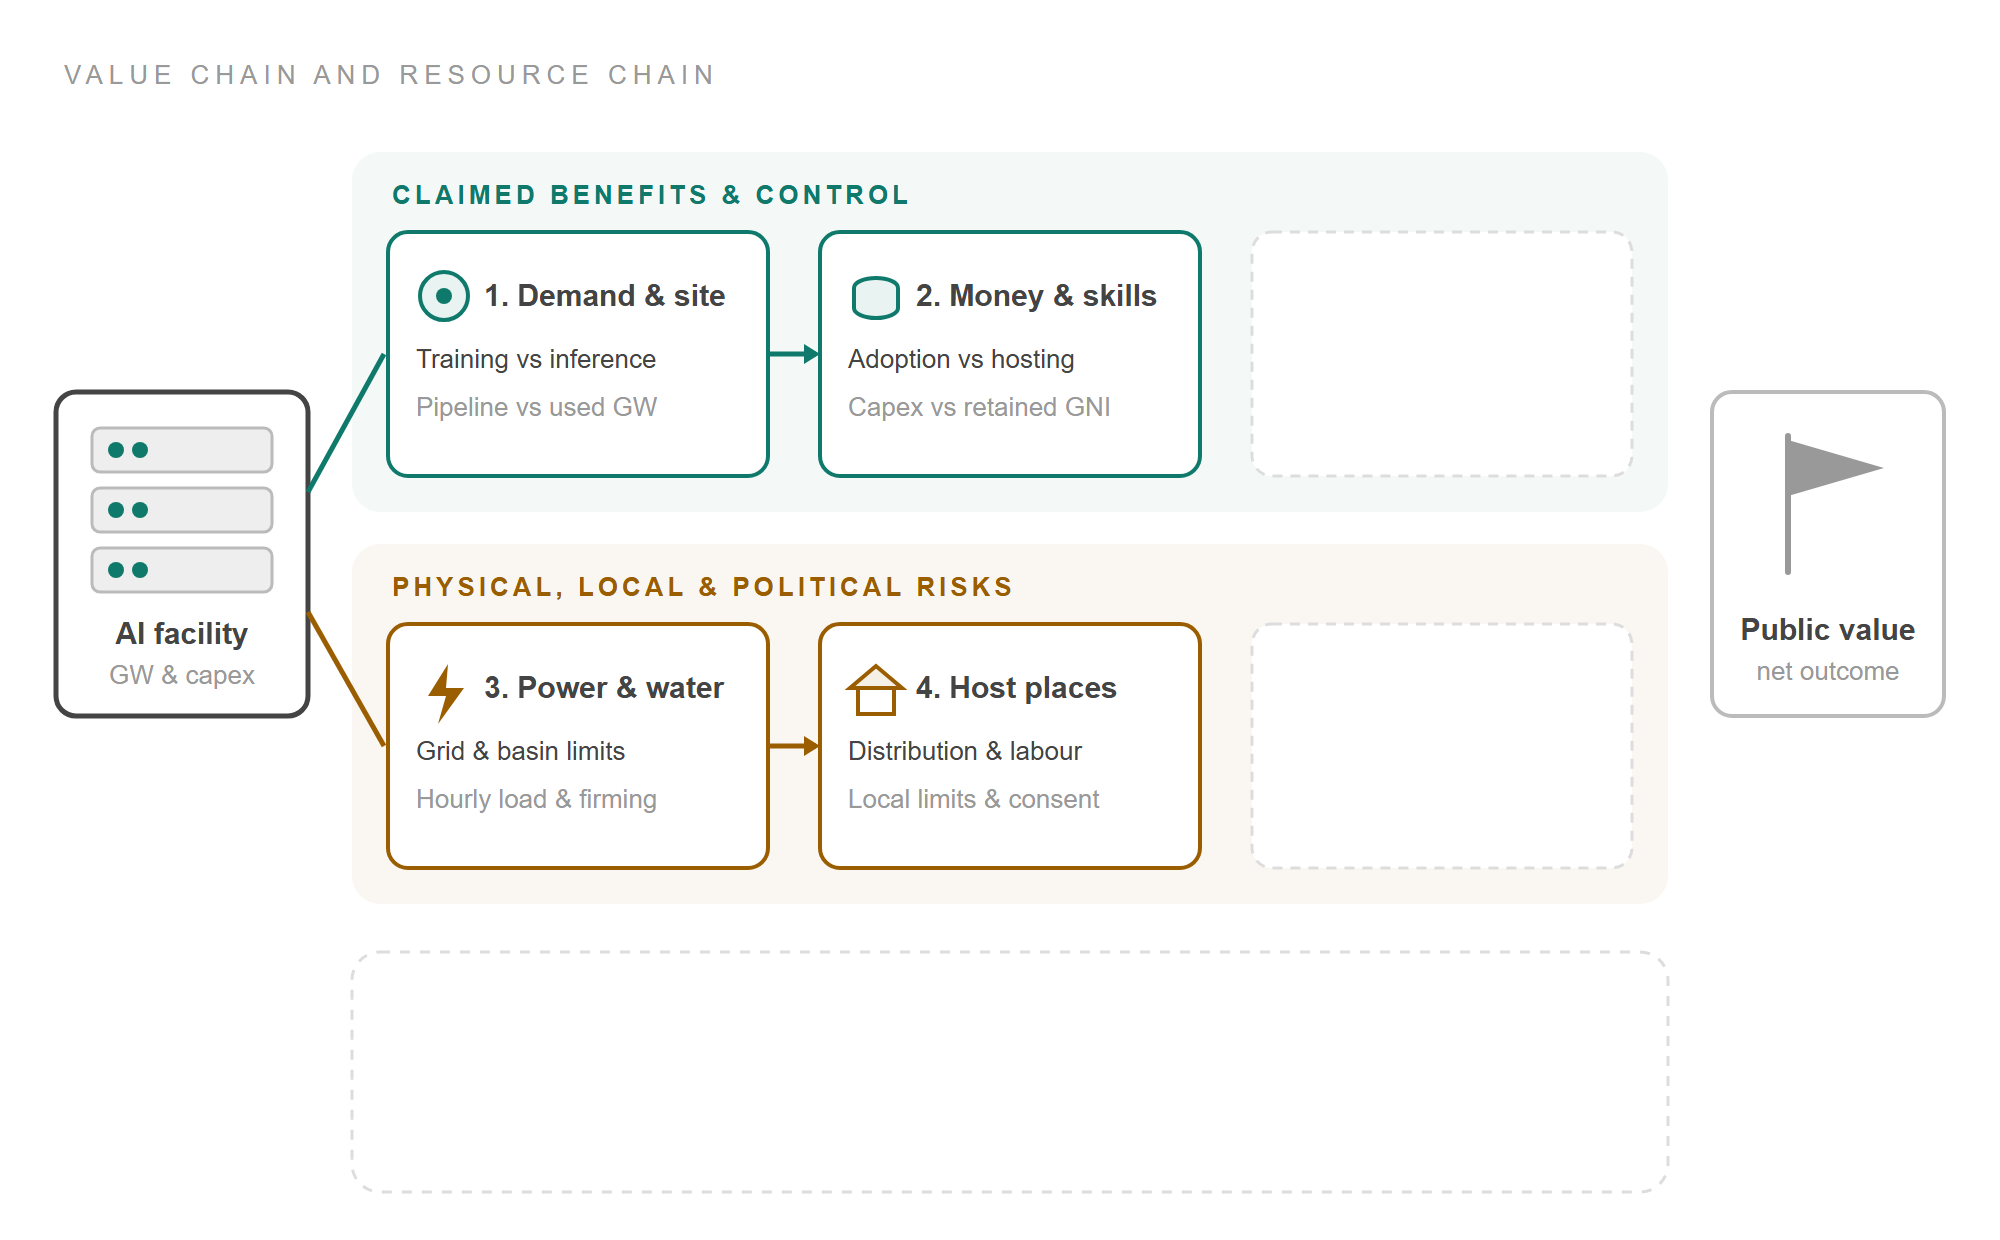 VALUE CHAIN AND RESOURCE CHAIN
CLAIMED BENEFITS & CONTROL
1. Demand & site
Training vs inference
Pipeline vs used GW
2. Money & skills
Adoption vs hosting
Capex vs retained GNI
AI facility
GW & capex
PHYSICAL, LOCAL & POLITICAL RISKS
3. Power & water
Grid & basin limits
Hourly load & firming
4. Host places
Distribution & labour
Local limits & consent
Public value
net outcome